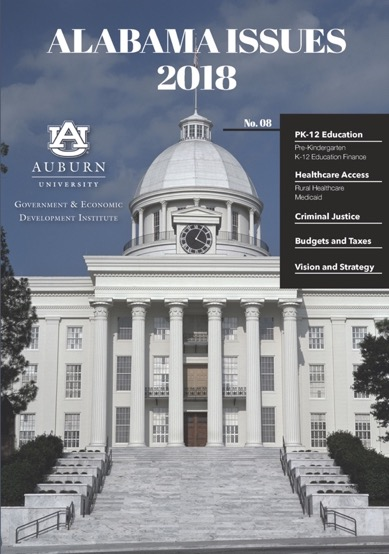 ALABAMA ISSUES
2018
No. 08
AU
AUBURN
UNIVERSITY
GOVERNMENT & ECONOMIC
DEVELOPMENT INSTITUTE
PK-12 Education
Pre-Kindergarten
K-12 Education Finance
Healthcare Access
Rural Healthcare
Medicaid
Criminal Justice
Budgets and Taxes
Vision and Strategy